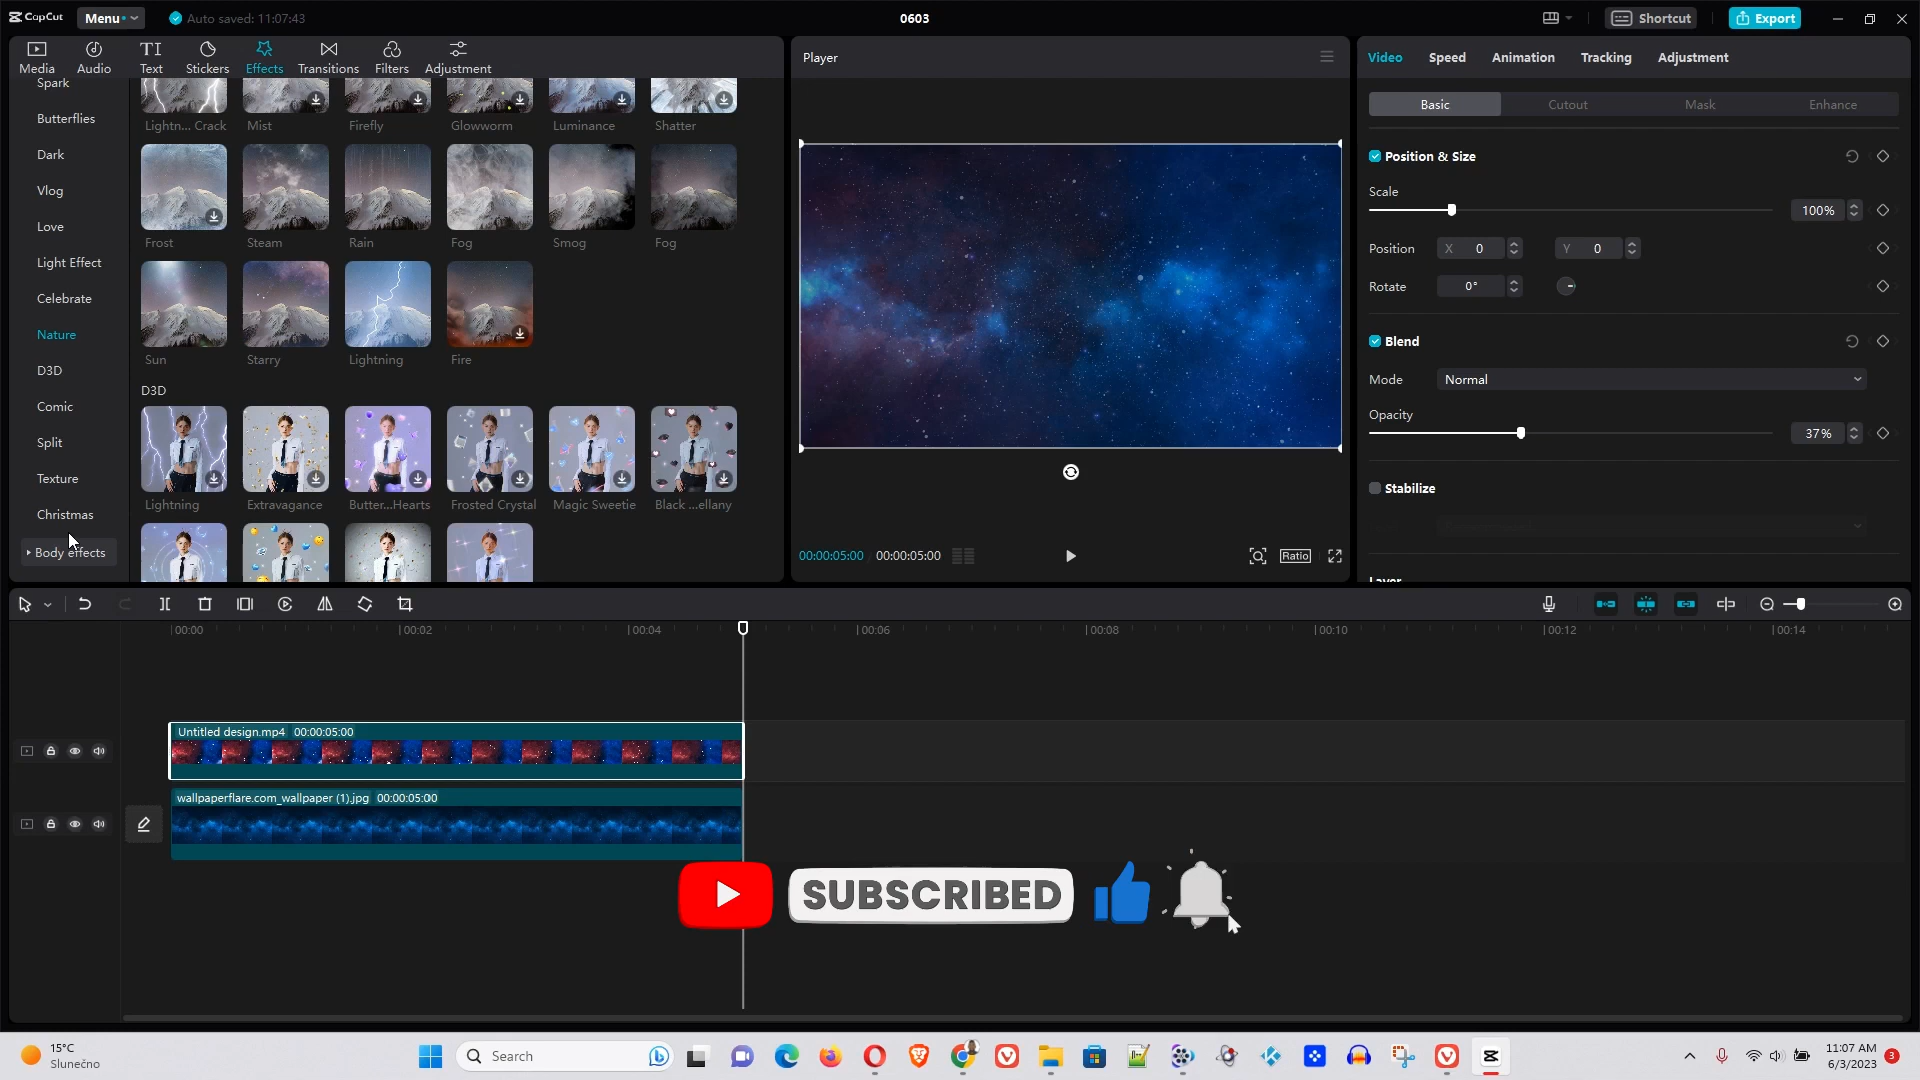 CapCut
Menu
Auto saved: 11:07:43
0603
Shortcut
Export
Media
Audio
TI
Text
Stickers
Effects
Transitions
Filters
Adjustment
Spark
Butterflies
Dark
Vlog
Love
Light Effect
Celebrate
Nature
D3D
Comic
Split
Texture
Christmas
Body effects
Lightn... Crack
Mist
Firefly
Glowworm
Luminance
Shatter
Frost
Steam
Rain
Fog
Smog
Fog
Sun
Starry
Lightning
Fire
D3D
Lightning
Extravagance
Butter...Hearts
Frosted Crystal
Magic Sweetie
Black ...ellany
Player
00:00:05:00
00:00:05:00
Ratio
Video
Speed
Animation
Tracking
Adjustment
Basic
Cutout
Mask
Enhance
Position & Size
Scale
100%
Position
X 0
Y 0
Rotate
0°
Blend
Mode
Normal
Opacity
37%
Stabilize
Layer
00:00
00:02
00:04
00:06
00:08
00:10
00:12
00:14
Untitled design.mp4 00:00:05:00
wallpaperflare.com_wallpaper (1).jpg 00:00:05:00
SUBSCRIBED
15°C
Slunečno
Search
11:07 AM
6/3/2023
3